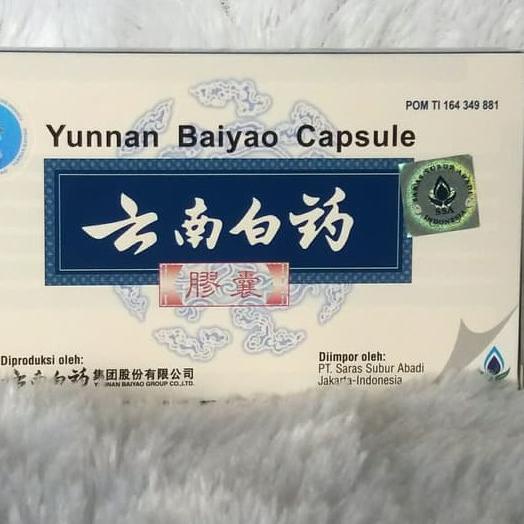 POM TI 164 349 881
Yunnan Baiyao Capsule
云南白药
膠囊
SSA
INDONESIA
Diproduksi oleh:
云南白药 集团股份有限公司
YUNNAN BAIYAO GROUP CO.,LTD.
Diimpor oleh:
PT. Saras Subur Abadi
Jakarta-Indonesia